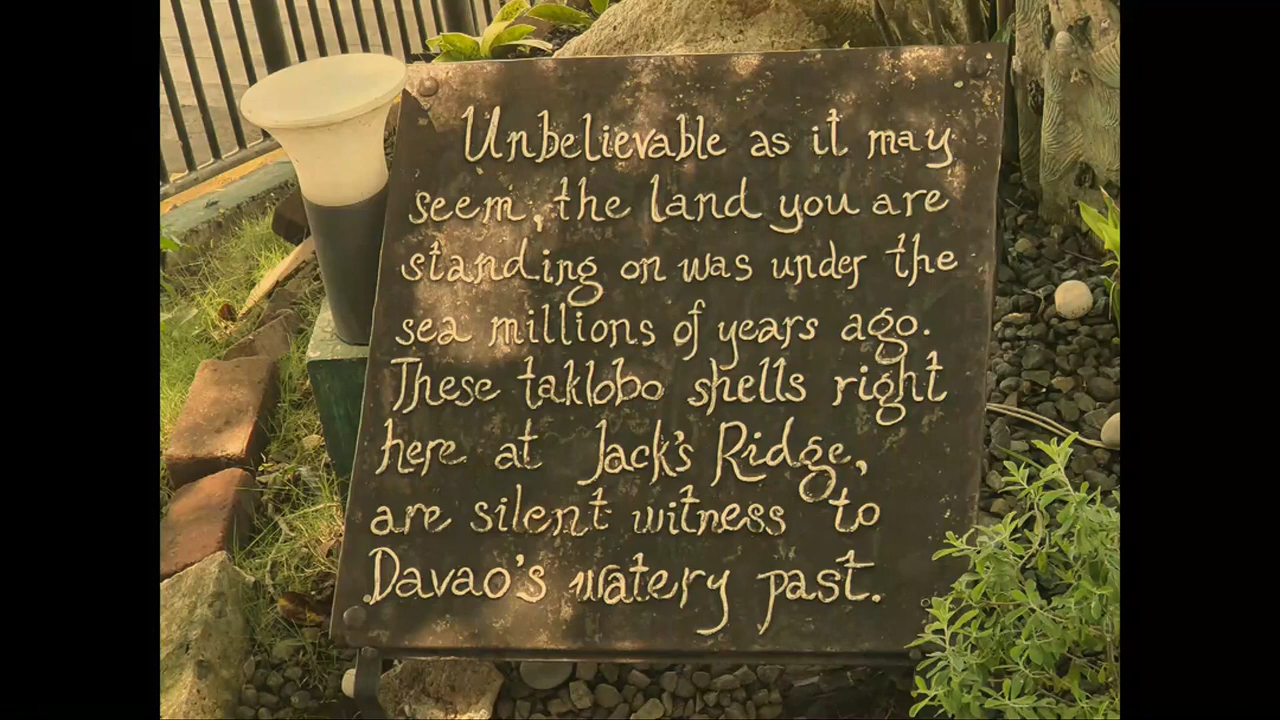 Unbelievable as it may
seem, the land you are
standing on was under the
sea millions of years ago.
These taklobo shells right
here at Jack's Ridge,
are silent witness to
Davao's watery past.